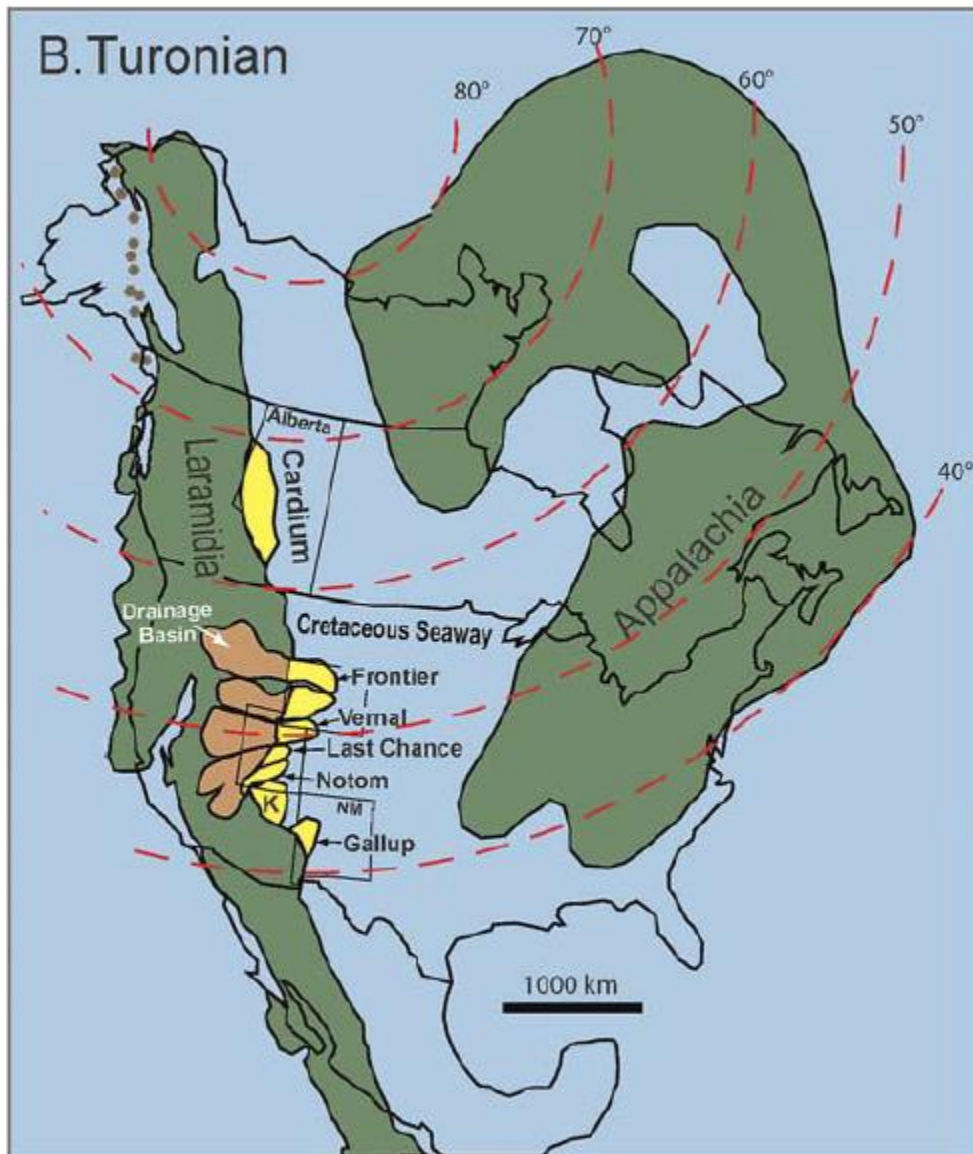 B.Turonian
70°
60°
80°
50°
40°
Alberta
Cardium
Laramidia
Appalachia
Drainage
Basin
Cretaceous Seaway
Frontier
Vernal
Last Chance
Notom
K
NM
Gallup
1000 km